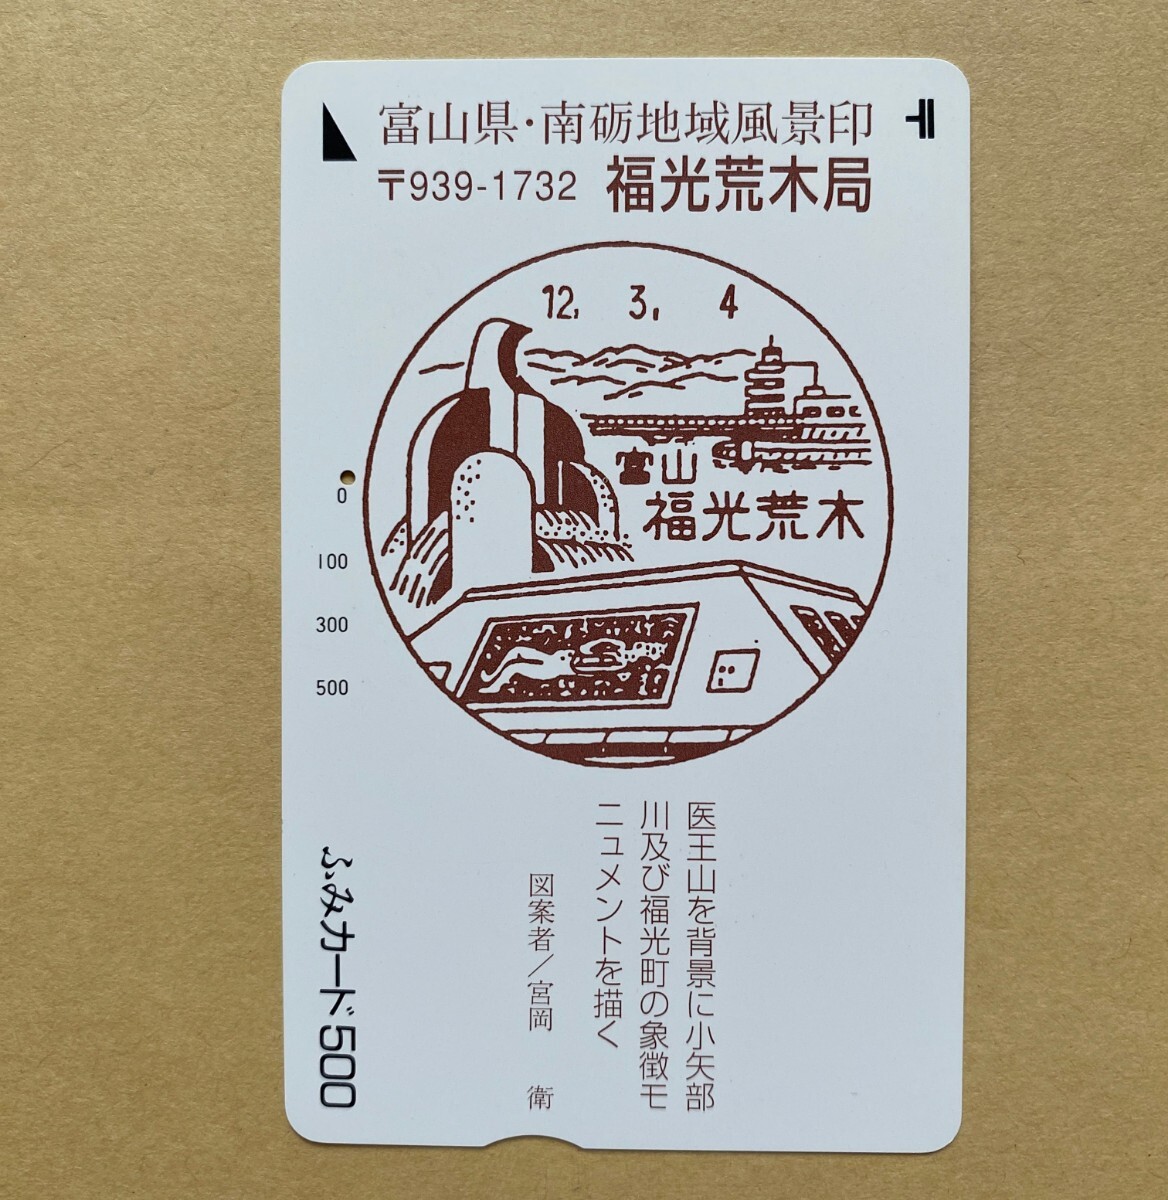 富山県・南砺地域風景印
〒939-1732 福光荒木局
12, 3, 4
富山
福光荒木
0
100
300
500
医王山を背景に小矢部
川及び福光町の象徴モ
ニュメントを描く
図案者/宮岡 衛
ふみカード500